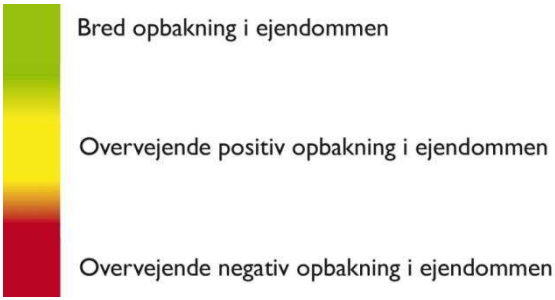 Bred opbakning i ejendommen
Overvejende positiv opbakning i ejendommen
Overvejende negativ opbakning i ejendommen